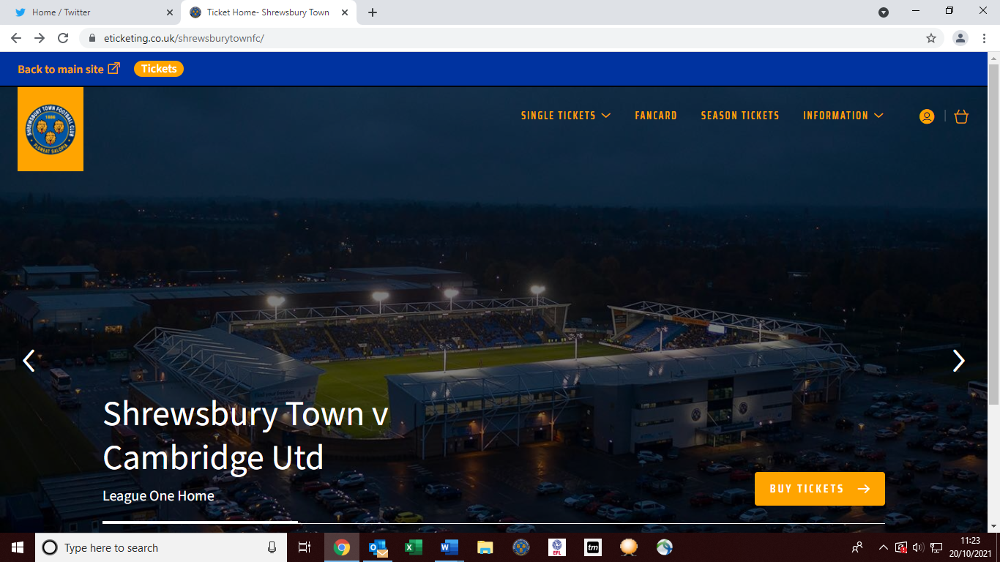 Home / Twitter
Ticket Home- Shrewsbury Town
eticketing.co.uk/shrewsburytownfc/
Back to main site
Tickets
SHREWSBURY TOWN FOOTBALL CLUB
1886
FLOREAT SALOPIA
SINGLE TICKETS
FANCARD
SEASON TICKETS
INFORMATION
Shrewsbury Town v
Cambridge Utd
League One Home
BUY TICKETS
Type here to search
EFL
tm
11:23
20/10/2021